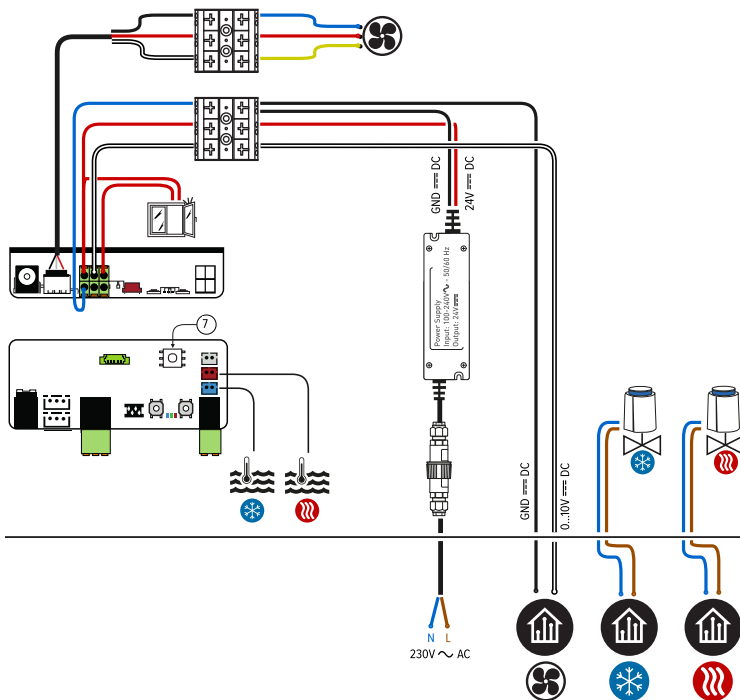 GND ⎓ DC
24V ⎓ DC
7
Power Supply
Input: 100-240V∿ - 50/60 Hz
Output: 24V⎓
GND ⎓ DC
0...10V ⎓ DC
N L
230V ∿ AC